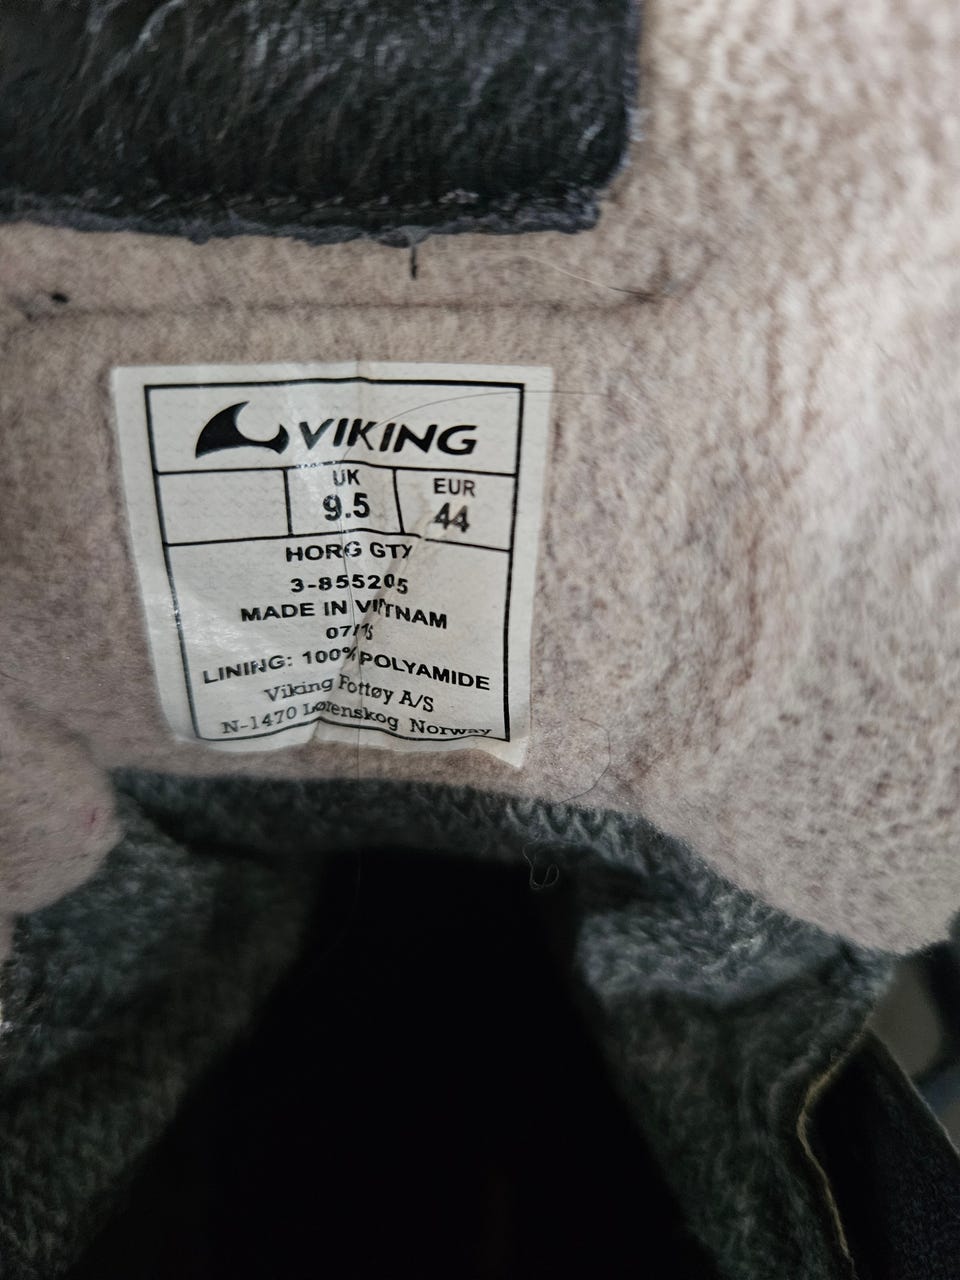 VIKING
UK EUR
9.5 44
HORG GTY
3-855205
MADE IN VIETNAM
LINING: 100% POLYAMIDE
Viking Fottøy A/S
N-1470 Lørenskog Norway